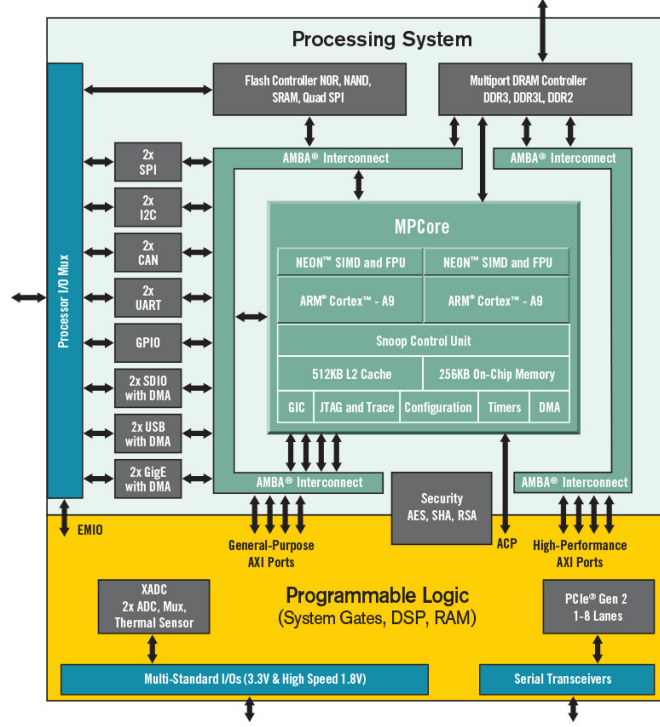 Processing System
Flash Controller NOR, NAND,
SRAM, Quad SPI
Multiport DRAM Controller
DDR3, DDR3L, DDR2
AMBA® Interconnect
AMBA® Interconnect
Processor I/O Mux
2x
SPI
2x
I2C
2x
CAN
2x
UART
GPIO
2x SDIO
with DMA
2x USB
with DMA
2x GigE
with DMA
MPCore
NEON™ SIMD and FPU
NEON™ SIMD and FPU
ARM® Cortex™ - A9
ARM® Cortex™ - A9
Snoop Control Unit
512KB L2 Cache
256KB On-Chip Memory
GIC
JTAG and Trace
Configuration
Timers
DMA
AMBA® Interconnect
AMBA® Interconnect
Security
AES, SHA, RSA
EMIO
General-Purpose
AXI Ports
ACP
High-Performance
AXI Ports
XADC
2x ADC, Mux,
Thermal Sensor
Programmable Logic
(System Gates, DSP, RAM)
PCIe® Gen 2
1-8 Lanes
Multi-Standard I/Os (3.3V & High Speed 1.8V)
Serial Transceivers